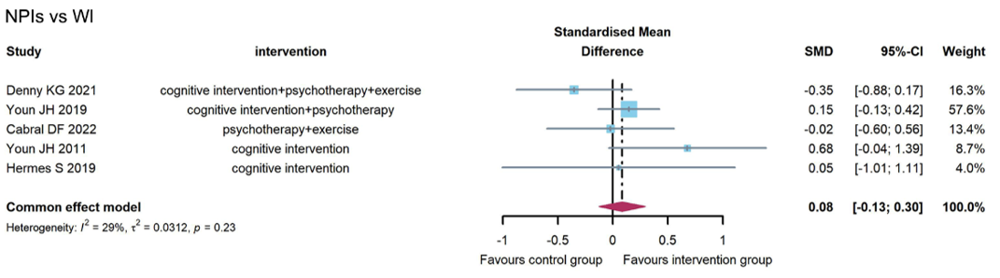 NPIs vs WI
Standardised Mean
Study intervention Difference SMD 95%-CI Weight
Denny KG 2021 cognitive intervention+psychotherapy+exercise -0.35 [-0.88; 0.17] 16.3%
Youn JH 2019 cognitive intervention+psychotherapy 0.15 [-0.13; 0.42] 57.6%
Cabral DF 2022 psychotherapy+exercise -0.02 [-0.60; 0.56] 13.4%
Youn JH 2011 cognitive intervention 0.68 [-0.04; 1.39] 8.7%
Hermes S 2019 cognitive intervention 0.05 [-1.01; 1.11] 4.0%
Common effect model 0.08 [-0.13; 0.30] 100.0%
Heterogeneity: I² = 29%, τ² = 0.0312, p = 0.23
-1 -0.5 0 0.5 1
Favours control group Favours intervention group